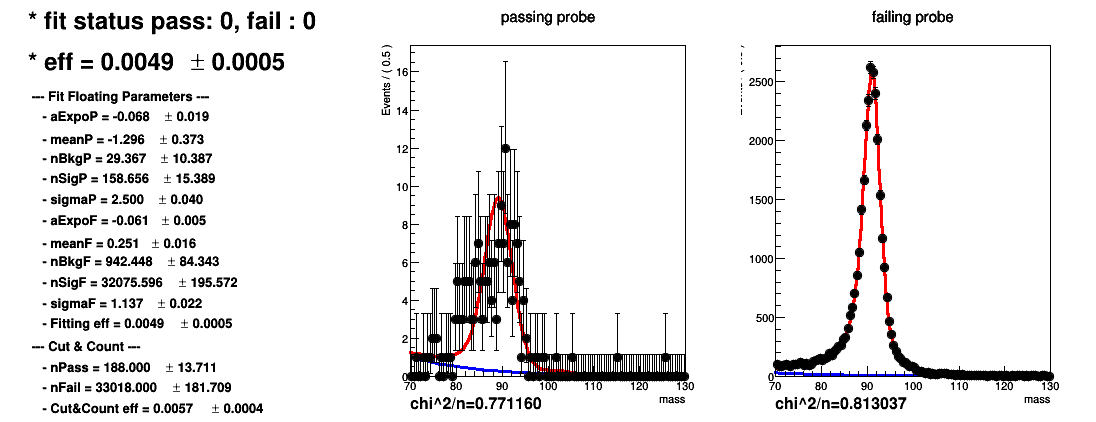 * fit status pass: 0, fail : 0
* eff = 0.0049 ± 0.0005
--- Fit Floating Parameters ---
- aExpoP = -0.068 ± 0.019
- meanP = -1.296 ± 0.373
- nBkgP = 29.367 ± 10.387
- nSigP = 158.656 ± 15.389
- sigmaP = 2.500 ± 0.040
- aExpoF = -0.061 ± 0.005
- meanF = 0.251 ± 0.016
- nBkgF = 942.448 ± 84.343
- nSigF = 32075.596 ± 195.572
- sigmaF = 1.137 ± 0.022
- Fitting eff = 0.0049 ± 0.0005
--- Cut & Count ---
- nPass = 188.000 ± 13.711
- nFail = 33018.000 ± 181.709
- Cut&Count eff = 0.0057 ± 0.0004
passing probe
Events / ( 0.5 )
16
14
12
10
8
6
4
2
0
70 80 90 100 110 120 130
mass
chi^2/n=0.771160
failing probe
2500
2000
1500
1000
500
0
70 80 90 100 110 120 130
mass
chi^2/n=0.813037